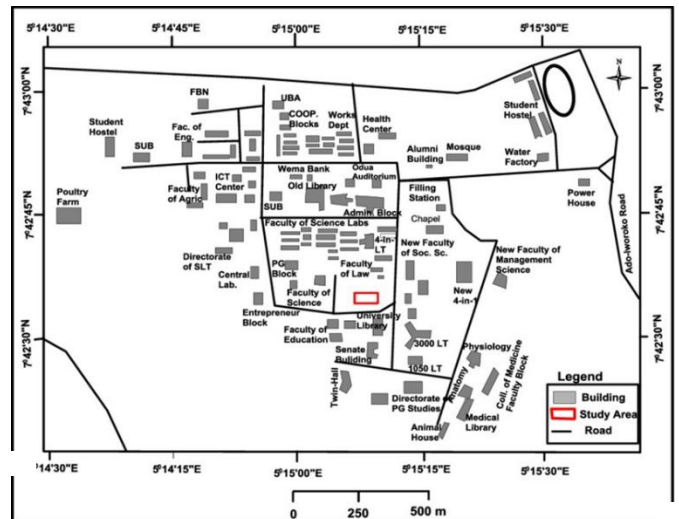 5°14'30"E
5°14'45"E
5°15'00"E
5°15'15"E
5°15'30"E
7°43'00"N
7°43'00"N
FBN
UBA
COOP.
Blocks
Works
Dept
Health
Center
Student
Hostel
Student
Hostel
SUB
Fac. of
Eng.
Alumni
Building
Mosque
Water
Factory
Wema Bank
Odua
Auditorium
ICT
Center
Old Library
Faculty
of Agric
SUB
Admin. Block
Filling
Station
Power
House
Poultry
Farm
7°42'45"N
7°42'45"N
Chapel
Faculty of Science Labs
4-in-1
LT
New Faculty
of Soc. Sc.
New Faculty of
Management
Science
Ado-Iworoko Road
Directorate
of SLT
PG
Block
Faculty
of Law
Central
Lab.
Faculty of
Science
New
4-in-1
Entrepreneur
Block
University
Library
Faculty of
Education
7°42'30"N
7°42'30"N
3000 LT
Physiology
Senate
Building
1050 LT
Twin-Hall
Anatomy
Coll. of Medicine
Faculty Block
Directorate of
PG Studies
Medical
Library
Animal
House
Legend
Building
Study Area
Road
5°14'30"E
5°14'15"E
5°15'00"E
5°15'15"E
5°15'30"E
0
250
500 m